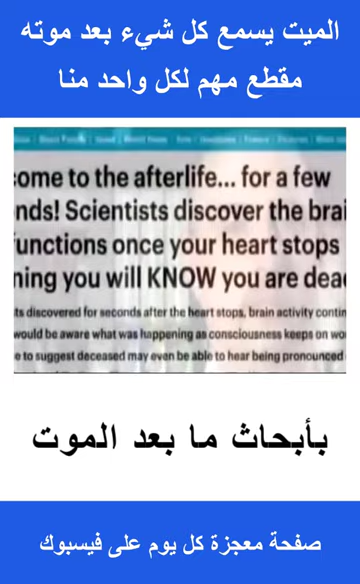 الميت يسمع كل شيء بعد موته
مقطع مهم لكل واحد منا
ome to the afterlife... for a few
nds! Scientists discover the brai
unctions once your heart stops
ning you will KNOW you are dea
ts discovered for seconds after the heart stops, brain activity contin
would be aware what was happening as consciousness keeps on wo
e to suggest deceased may even be able to hear being pronounced
بأبحاث ما بعد الموت
صفحة معجزة كل يوم على فيسبوك